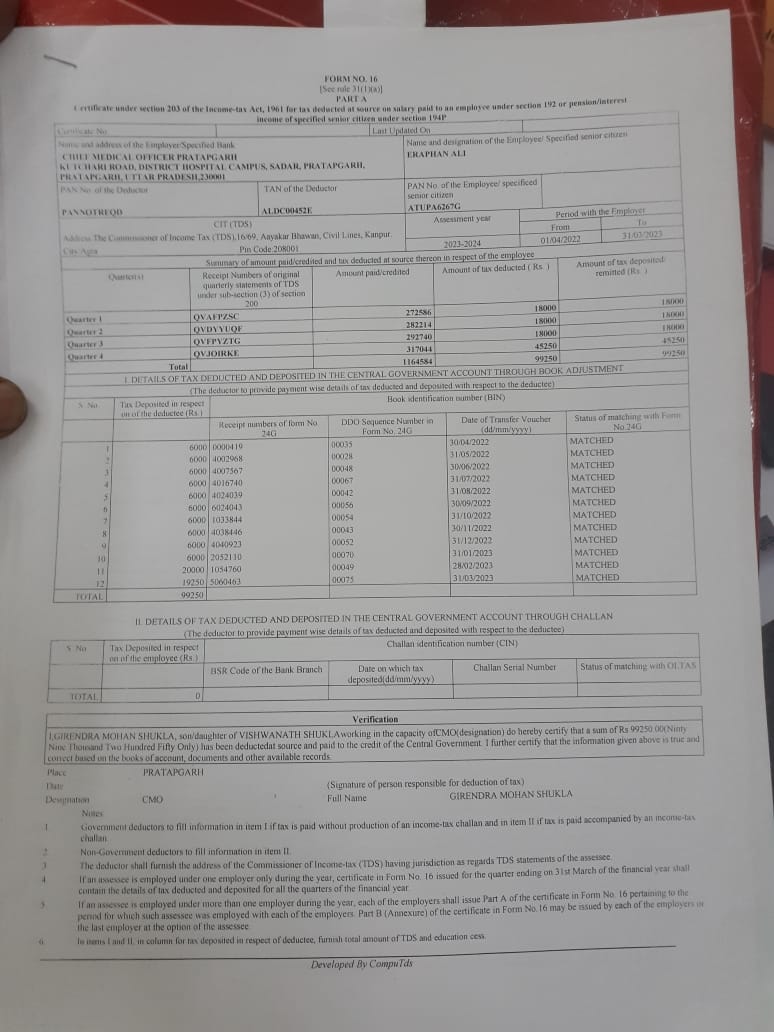 FORM NO. 16
[See rule 31(1)(a)]
PART A
Certificate under section 203 of the Income-tax Act, 1961 for tax deducted at source on salary paid to an employee under section 192 or pension/interest
income of specified senior citizen under section 194P
Certificate No. Last Updated On
Name and address of the Employer/Specified Bank Name and designation of the Employee/ Specified senior citizen
CHIEF MEDICAL OFFICER PRATAPGARH ERAPHAN ALI
KUTCHARI ROAD, DISTRICT HOSPITAL CAMPUS, SADAR, PRATAPGARH,
PRATAPGARH, UTTAR PRADESH,230001
PAN No. of the Deductor TAN of the Deductor PAN No. of the Employee/ specificed
senior citizen
PANNOTREQD ALDC00452E ATUPA6267G
CIT (TDS) Assessment year Period with the Employer
Address The Commissioner of Income Tax (TDS),16/69, Aayakar Bhawan, Civil Lines, Kanpur. From To
City Agra Pin Code:208001 2023-2024 01/04/2022 31/03/2023
Summary of amount paid/credited and tax deducted at source thereon in respect of the employee
Quarter(s) Receipt Numbers of original Amount paid/credited Amount of tax deducted ( Rs. ) Amount of tax deposited/
quarterly statements of TDS remitted (Rs. )
under sub-section (3) of section
200
Quarter 1 QVAFPZSC 272586 18000 18000
Quarter 2 QVDYYUQF 282214 18000 18000
Quarter 3 QVFPYZTG 292740 18000 18000
Quarter 4 QVJOIRKE 317044 45250 45250
Total 1164584 99250 99250
I. DETAILS OF TAX DEDUCTED AND DEPOSITED IN THE CENTRAL GOVERNMENT ACCOUNT THROUGH BOOK ADJUSTMENT
(The deductor to provide payment wise details of tax deducted and deposited with respect to the deductee)
S. No. Tax Deposited in respect Book identification number (BIN)
on of the deductee (Rs.)
Receipt numbers of form No. DDO Sequence Number in Date of Transfer Voucher Status of matching with Form
24G Form No. 24G (dd/mm/yyyy) No.24G
1 6000 0000419 00035 30/04/2022 MATCHED
2 6000 4002968 00028 31/05/2022 MATCHED
3 6000 4007567 00048 30/06/2022 MATCHED
4 6000 4016740 00067 31/07/2022 MATCHED
5 6000 4024039 00042 31/08/2022 MATCHED
6 6000 6024043 00056 30/09/2022 MATCHED
7 6000 1033844 00054 31/10/2022 MATCHED
8 6000 4038446 00043 30/11/2022 MATCHED
9 6000 4040923 00052 31/12/2022 MATCHED
10 6000 2052110 00070 31/01/2023 MATCHED
11 20000 1054760 00049 28/02/2023 MATCHED
12 19250 5060463 00075 31/03/2023 MATCHED
TOTAL 99250
II. DETAILS OF TAX DEDUCTED AND DEPOSITED IN THE CENTRAL GOVERNMENT ACCOUNT THROUGH CHALLAN
(The deductor to provide payment wise details of tax deducted and deposited with respect to the deductee)
S. No Tax Deposited in respect Challan identification number (CIN)
on of the employee (Rs.)
BSR Code of the Bank Branch Date on which tax Challan Serial Number Status of matching with OLTAS
deposited(dd/mm/yyyy)
TOTAL 0
Verification
I,GIRENDRA MOHAN SHUKLA, son/daughter of VISHWANATH SHUKLAworking in the capacity ofCMO(designation) do hereby certify that a sum of Rs 99250.00(Ninty
Nine Thousand Two Hundred Fifty Only) has been deductedat source and paid to the credit of the Central Government. I further certify that the information given above is true and
correct based on the books of account, documents and other available records.
Place PRATAPGARH
Date (Signature of person responsible for deduction of tax)
Designation CMO Full Name GIRENDRA MOHAN SHUKLA
Notes
1 Government deductors to fill information in item I if tax is paid without production of an income-tax challan and in item II if tax is paid accompanied by an income-tax
challan.
2 Non-Government deductors to fill information in item II.
3 The deductor shall furnish the address of the Commissioner of Income-tax (TDS) having jurisdiction as regards TDS statements of the assessee.
4 If an assessee is employed under one employer only during the year, certificate in Form No. 16 issued for the quarter ending on 31st March of the financial year shall
contain the details of tax deducted and deposited for all the quarters of the financial year.
5 If an assessee is employed under more than one employer during the year, each of the employers shall issue Part A of the certificate in Form No. 16 pertaining to the
period for which such assessee was employed with each of the employers. Part B (Annexure) of the certificate in Form No.16 may be issued by each of the employers or
the last employer at the option of the assessee.
6 In items I and II, in column for tax deposited in respect of deductee, furnish total amount of TDS and education cess.
Developed By CompuTds